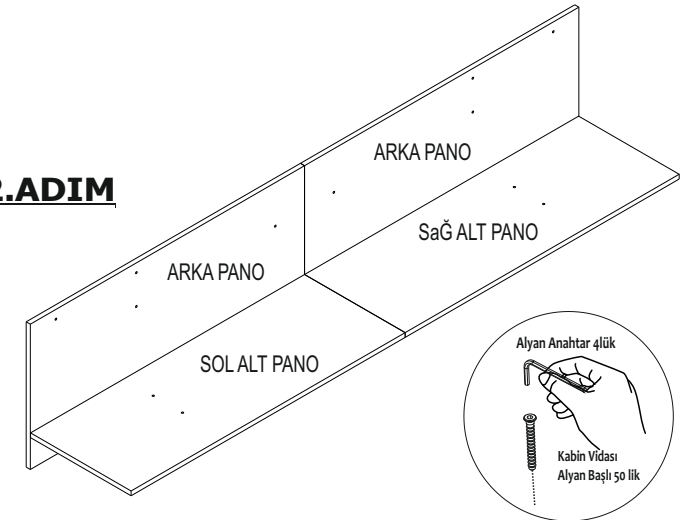 2.ADIM
ARKA PANO
SaĞ ALT PANO
ARKA PANO
SOL ALT PANO
Alyan Anahtar 4lük
Kabin Vidası
Alyan Başlı 50 lik